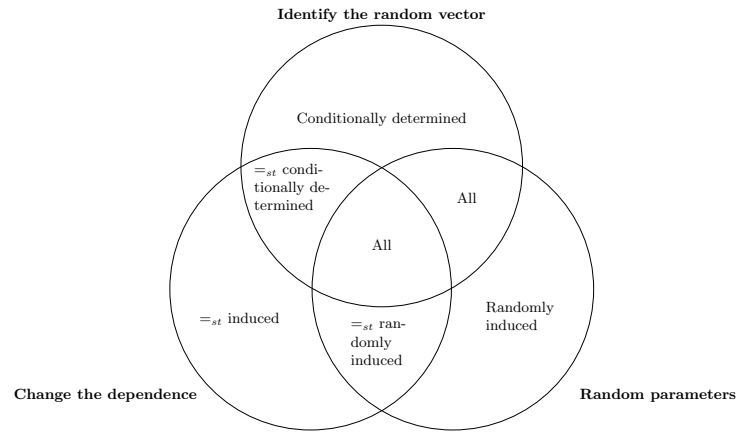 Identify the random vector
Conditionally determined
=st condi-
tionally de-
termined
All
All
=st induced
Randomly
induced
=st ran-
domly
induced
Change the dependence
Random parameters